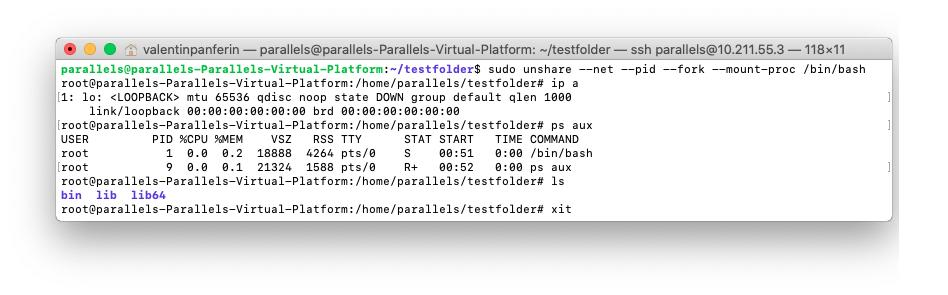 valentinpanferin — parallels@parallels-Parallels-Virtual-Platform: ~/testfolder — ssh parallels@10.211.55.3 — 118×11
parallels@parallels-Parallels-Virtual-Platform:~/testfolder$ sudo unshare --net --pid --fork --mount-proc /bin/bash
root@parallels-Parallels-Virtual-Platform:/home/parallels/testfolder# ip a
[1: lo: <LOOPBACK> mtu 65536 qdisc noop state DOWN group default qlen 1000 ]
    link/loopback 00:00:00:00:00:00 brd 00:00:00:00:00:00
[root@parallels-Parallels-Virtual-Platform:/home/parallels/testfolder# ps aux ]
USER       PID %CPU %MEM    VSZ   RSS TTY      STAT START   TIME COMMAND
root         1  0.0  0.2  18888  4264 pts/0    S    00:51   0:00 /bin/bash
[root         9  0.0  0.1  21324  1588 pts/0    R+   00:52   0:00 ps aux ]
root@parallels-Parallels-Virtual-Platform:/home/parallels/testfolder# ls
bin  lib  lib64
root@parallels-Parallels-Virtual-Platform:/home/parallels/testfolder# xit